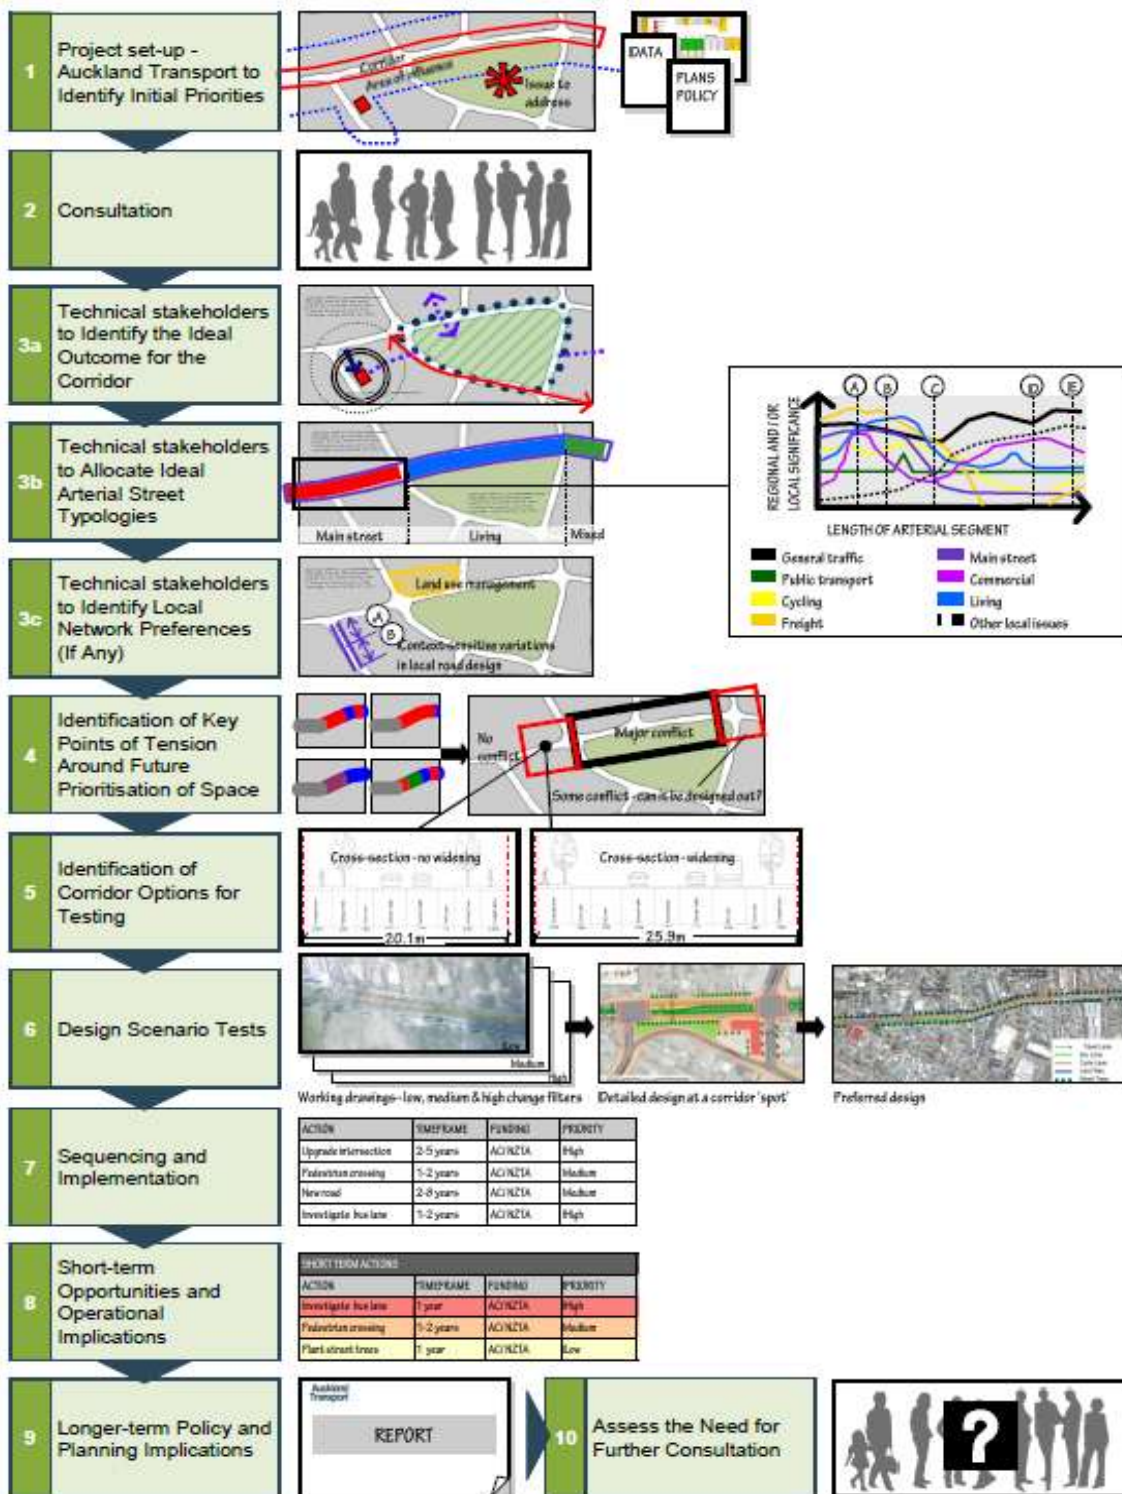 1
Project set-up -
Auckland Transport to
Identify Initial Priorities
Corridor
Area of influence
Issue to
address
DATA
PLANS
POLICY
2
Consultation
3a
Technical stakeholders
to Identify the Ideal
Outcome for the
Corridor
3b
Technical stakeholders
to Allocate Ideal
Arterial Street
Typologies
Main street
Living
Mixed
REGIONAL AND / OR
LOCAL SIGNIFICANCE
A
B
C
D
E
LENGTH OF ARTERIAL SEGMENT
General traffic
Public transport
Cycling
Freight
Main street
Commercial
Living
Other local issues
3c
Technical stakeholders
to Identify Local
Network Preferences
(If Any)
Land use management
A
B
Context-sensitive variations
in local road design
4
Identification of Key
Points of Tension
Around Future
Prioritisation of Space
No
conflict
Major conflict
Some conflict - can is be designed out?
5
Identification of
Corridor Options for
Testing
Cross-section - no widening
20.1m
Cross-section - widening
25.9m
6
Design Scenario Tests
Low
Medium
High
Working drawings - low, medium & high change filters
Detailed design at a corridor 'spot'
Preferred design
7
Sequencing and
Implementation
ACTION TIMEFRAME FUNDING PRIORITY
Upgrade intersection 2-5 years AC/NZTA High
Pedestrian crossing 1-2 years AC/NZTA Medium
New road 2-8 years AC/NZTA Medium
Investigate bus lane 1-2 years AC/NZTA High
8
Short-term
Opportunities and
Operational
Implications
SHORT TERM ACTIONS
ACTION TIMEFRAME FUNDING PRIORITY
Investigate bus lane 1 year AC/NZTA High
Pedestrian crossing 1-2 years AC/NZTA Medium
Plant street trees 1 year AC/NZTA Low
9
Longer-term Policy and
Planning Implications
Auckland
Transport
REPORT
10
Assess the Need for
Further Consultation
?